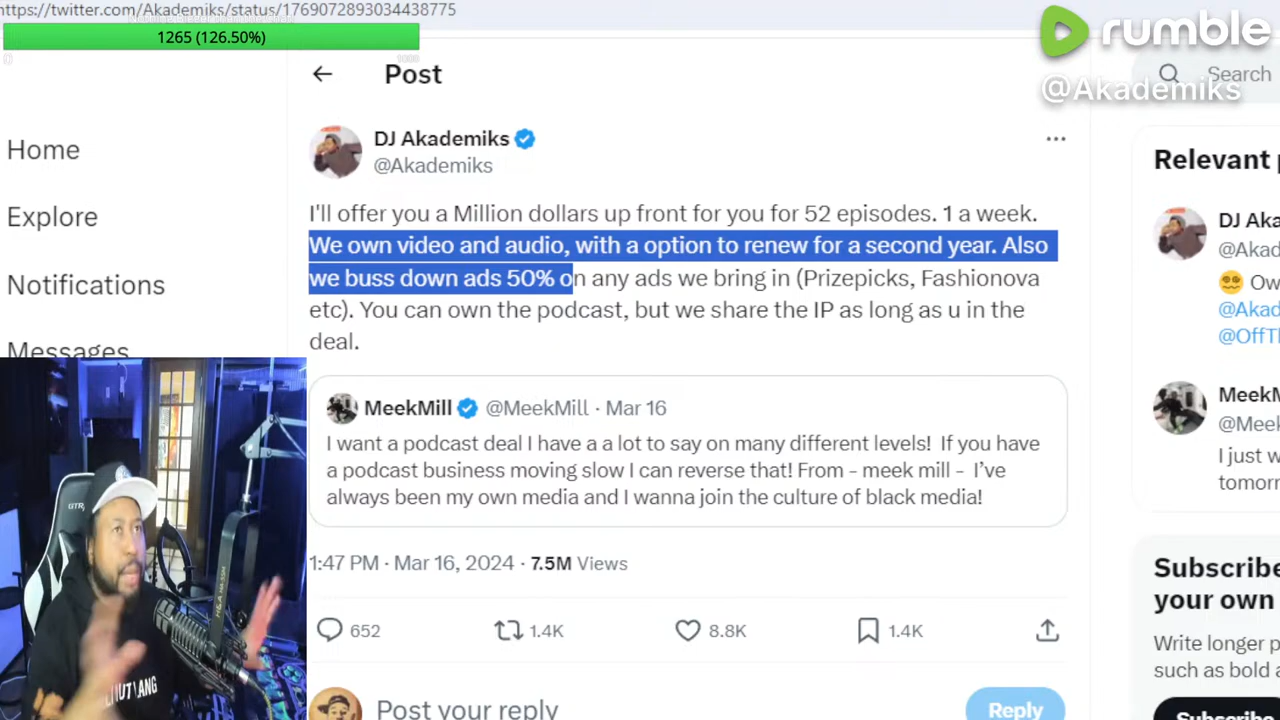 https://twitter.com/Akademiks/status/1769072893034438775
1265 (126.50%)
0
1000
rumble
@Akademiks
Post
Search
Home
Explore
Notifications
Messages
DJ Akademiks
@Akademiks
I'll offer you a Million dollars up front for you for 52 episodes. 1 a week.
We own video and audio, with a option to renew for a second year. Also
we buss down ads 50% on any ads we bring in (Prizepicks, Fashionova
etc). You can own the podcast, but we share the IP as long as u in the
deal.
MeekMill @MeekMill · Mar 16
I want a podcast deal I have a a lot to say on many different levels! If you have
a podcast business moving slow I can reverse that! From - meek mill - I've
always been my own media and I wanna join the culture of black media!
1:47 PM · Mar 16, 2024 · 7.5M Views
652
1.4K
8.8K
1.4K
Post your reply
Reply
Relevant p
DJ Aka
@Akad
Ow
@Akad
@OffTh
MeekM
@Meek
I just w
tomorr
Subscribe
your own
Write longer p
such as bold a
Subscribe
GTR